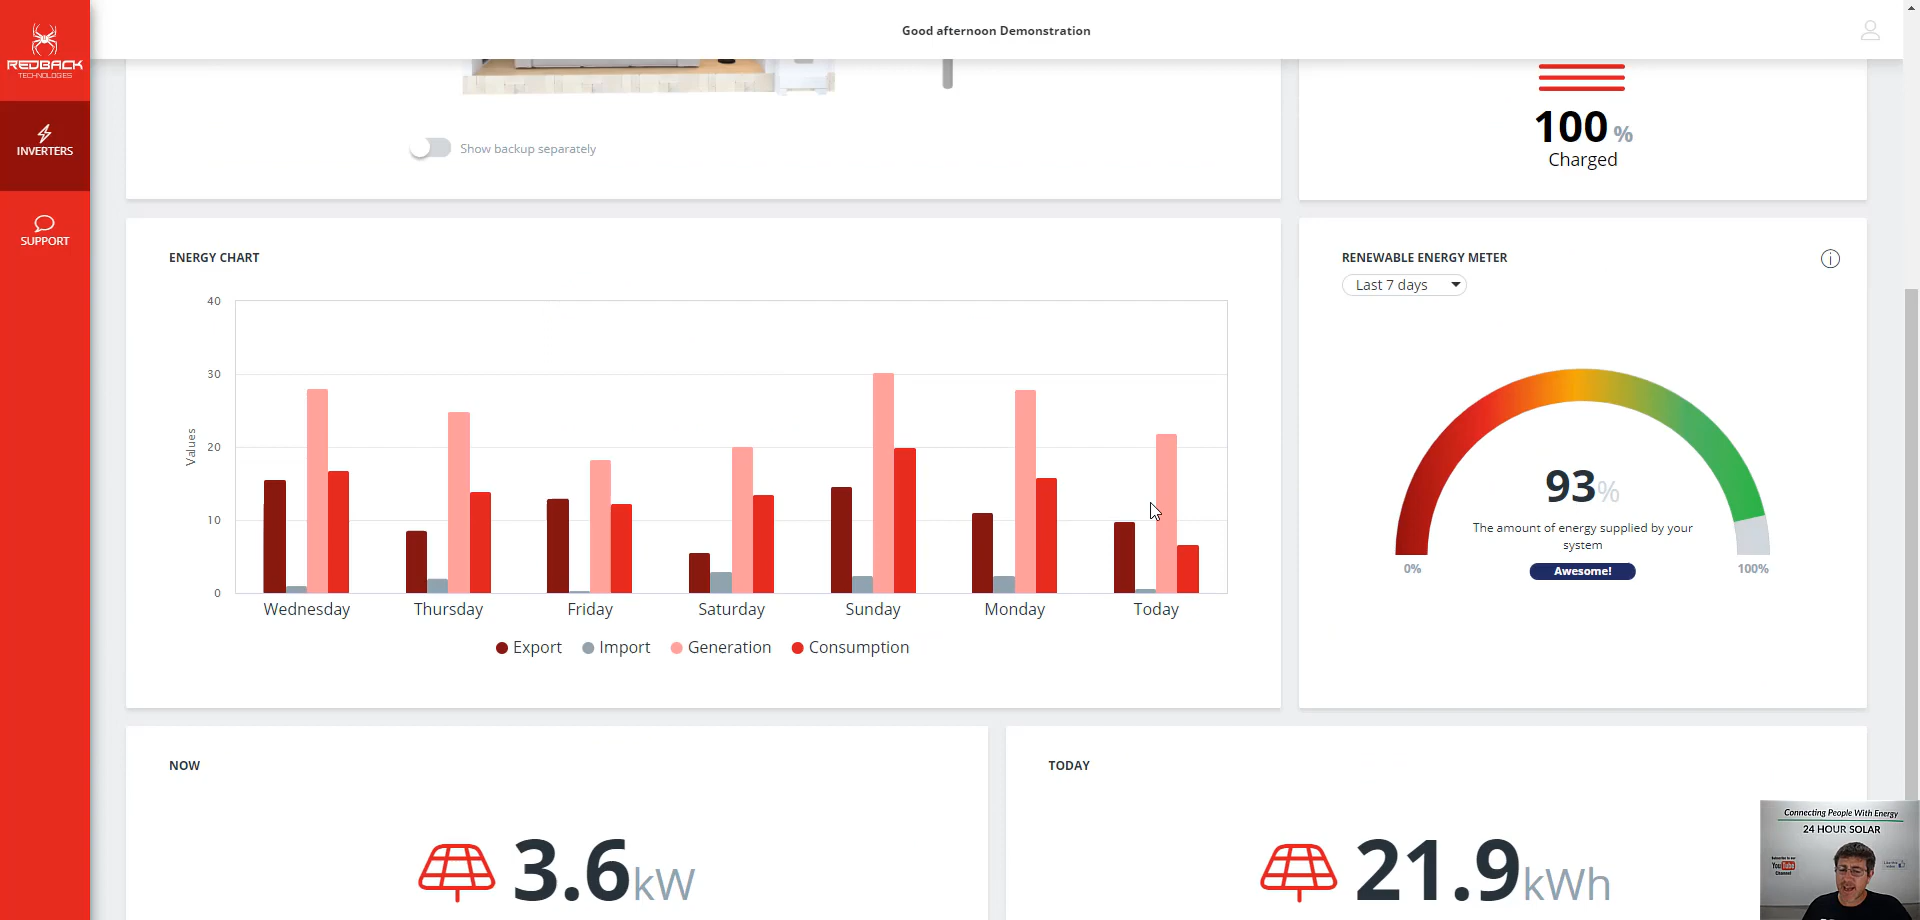 REDBACK
TECHNOLOGIES
INVERTERS
SUPPORT
Good afternoon Demonstration
Show backup separately
100 %
Charged
ENERGY CHART
Values
40
30
20
10
0
Wednesday Thursday Friday Saturday Sunday Monday Today
Export Import Generation Consumption
RENEWABLE ENERGY METER
Last 7 days
93%
The amount of energy supplied by your
system
Awesome!
0% 100%
NOW
3.6kW
TODAY
21.9kWh
Connecting People With Energy
24 HOUR SOLAR
YouTube
Channel